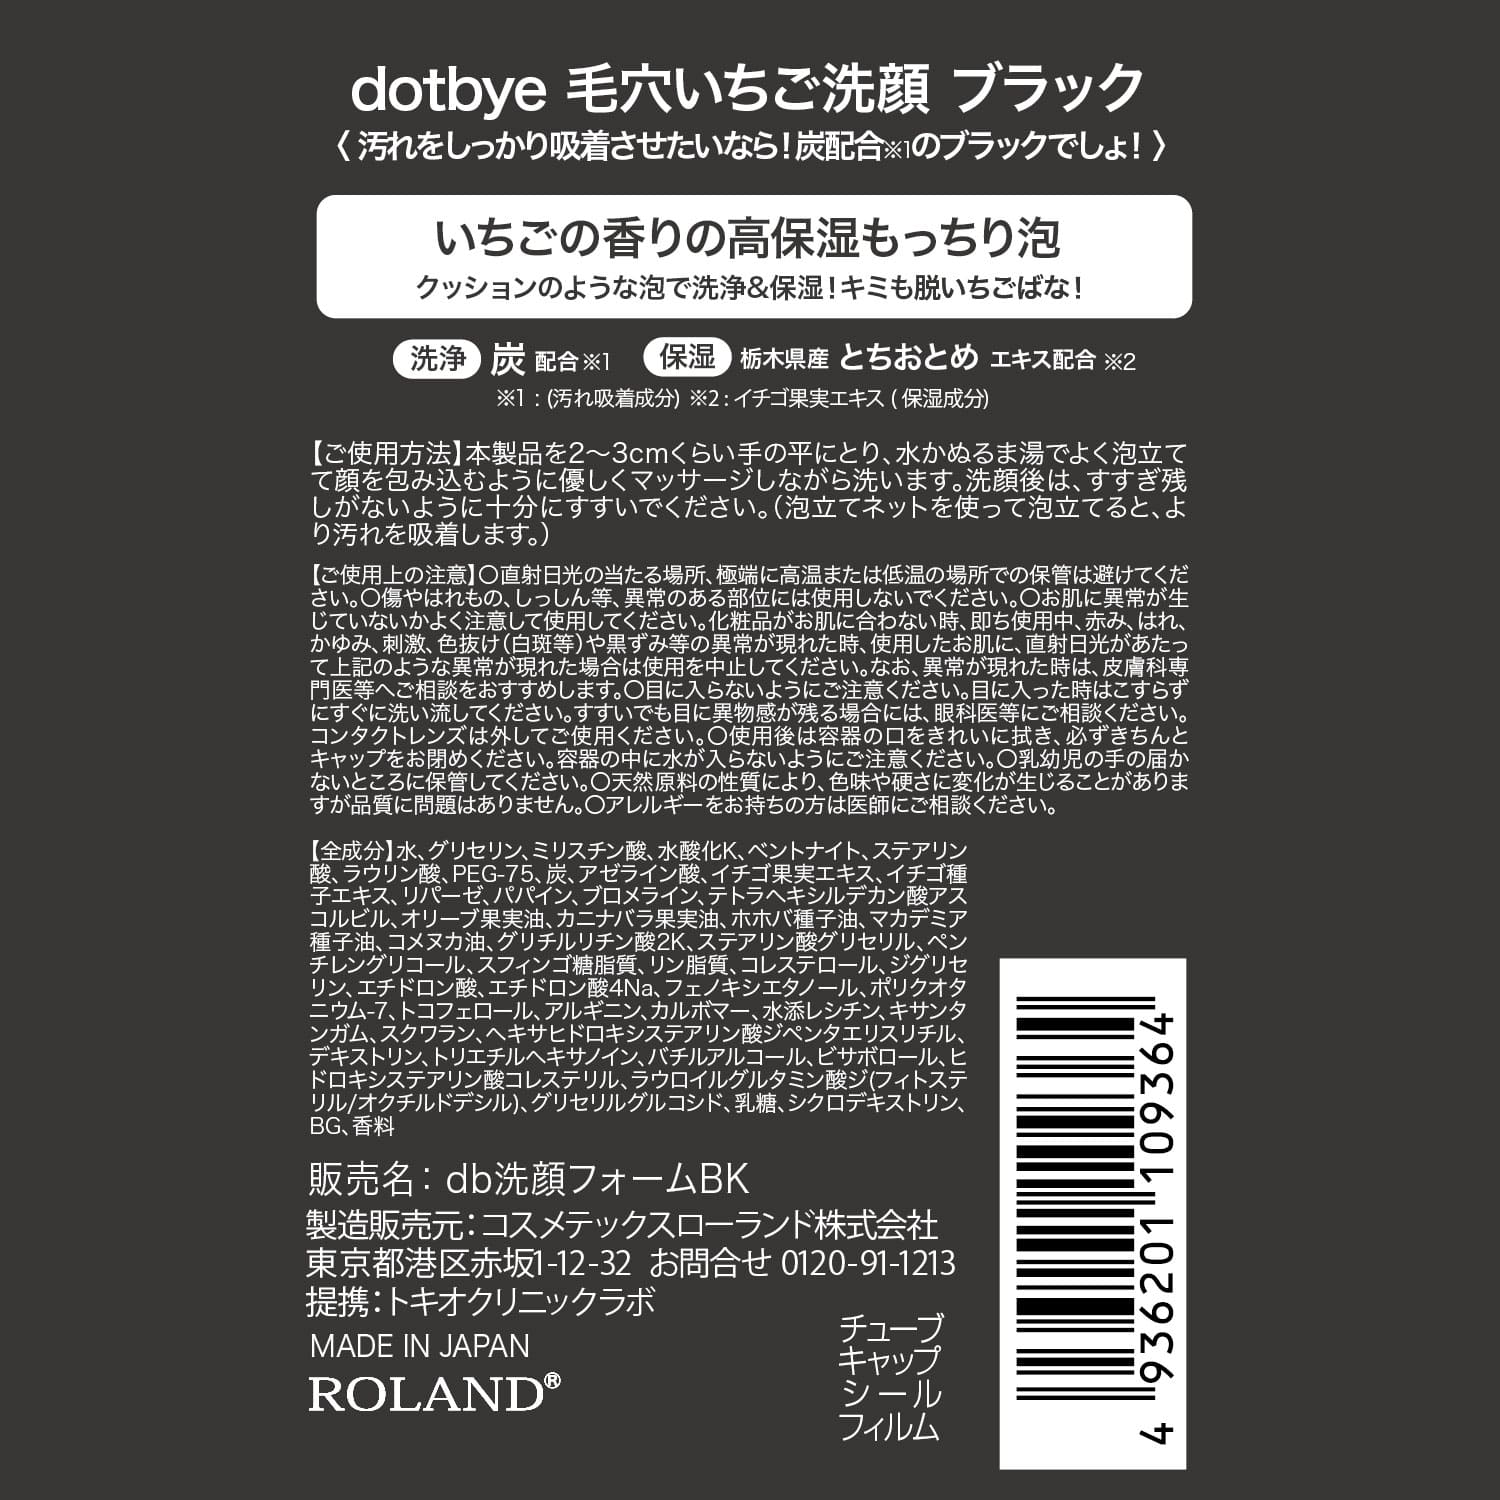 dotbye 毛穴いちご洗顔 ブラック
〈 汚れをしっかり吸着させたいなら！炭配合※1のブラックでしょ！ 〉
いちごの香りの高保湿もっちり泡
クッションのような泡で洗浄&保湿！キミも脱いちごばな！
洗浄 炭 配合※1 保湿 栃木県産 とちおとめ エキス配合 ※2
※1 : (汚れ吸着成分) ※2 : イチゴ果実エキス ( 保湿成分)
【ご使用方法】本製品を2〜3cmくらい手の平にとり、水かぬるま湯でよく泡立て
て顔を包み込むように優しくマッサージしながら洗います。洗顔後は、すすぎ残
しがないように十分にすすいでください。（泡立てネットを使って泡立てると、よ
り汚れを吸着します。）
【ご使用上の注意】〇直射日光の当たる場所、極端に高温または低温の場所での保管は避けてくだ
さい。〇傷やはれもの、しっしん等、異常のある部位には使用しないでください。〇お肌に異常が生
じていないかよく注意して使用してください。化粧品がお肌に合わない時、即ち使用中、赤み、はれ、
かゆみ、刺激、色抜け（白斑等）や黒ずみ等の異常が現れた時、使用したお肌に、直射日光があたっ
て上記のような異常が現れた場合は使用を中止してください。なお、異常が現れた時は、皮膚科専
門医等へご相談をおすすめします。〇目に入らないようにご注意ください。目に入った時はこすらず
にすぐに洗い流してください。すすいでも目に異物感が残る場合には、眼科医等にご相談ください。
コンタクトレンズは外してご使用ください。〇使用後は容器の口をきれいに拭き、必ずきちんと
キャップをお閉めください。容器の中に水が入らないようにご注意ください。〇乳幼児の手の届か
ないところに保管してください。〇天然原料の性質により、色味や硬さに変化が生じることがありま
すが品質に問題はありません。〇アレルギーをお持ちの方は医師にご相談ください。
【全成分】水、グリセリン、ミリスチン酸、水酸化K、ベントナイト、ステアリン
酸、ラウリン酸、PEG-75、炭、アゼライン酸、イチゴ果実エキス、イチゴ種
子エキス、リパーゼ、パパイン、ブロメライン、テトラヘキシルデカン酸アス
コルビル、オリーブ果実油、カニナバラ果実油、ホホバ種子油、マカデミア
種子油、コメヌカ油、グリチルリチン酸2K、ステアリン酸グリセリル、ペン
チレングリコール、スフィンゴ糖脂質、リン脂質、コレステロール、ジグリセ
リン、エチドロン酸、エチドロン酸4Na、フェノキシエタノール、ポリクオタ
ニウム-7、トコフェロール、アルギニン、カルボマー、水添レシチン、キサンタ
ンガム、スクワラン、ヘキサヒドロキシステアリン酸ジペンタエリスリチル、
デキストリン、トリエチルヘキサノイン、バチルアルコール、ビサボロール、ヒ
ドロキシステアリン酸コレステリル、ラウロイルグルタミン酸ジ(フィトステ
リル/オクチルドデシル)、グリセリルグルコシド、乳糖、シクロデキストリン、
BG、香料
販売名： db洗顔フォームBK
製造販売元：コスメテックスローランド株式会社
東京都港区赤坂1-12-32 お問合せ 0120-91-1213
提携：トキオクリニックラボ
MADE IN JAPAN
ROLAND®
チューブ
キャップ
シール
フィルム
4 936201 109364